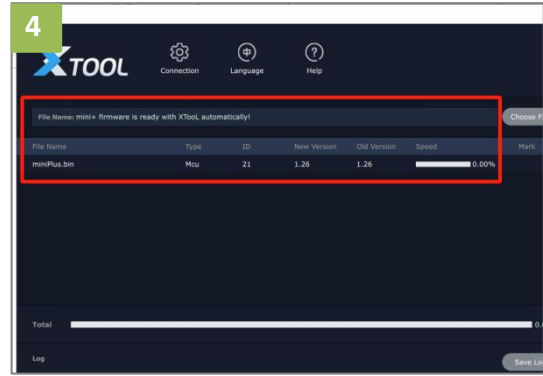 4
XTOOL
Connection
Language
Help
File Name: mini+ firmware is ready with XTooL automatically!
Choose F
File Name Type ID New Version Old Version Speed Mark
miniPlus.bin Mcu 21 1.26 1.26 0.00%
Total 0.
Log
Save Lo